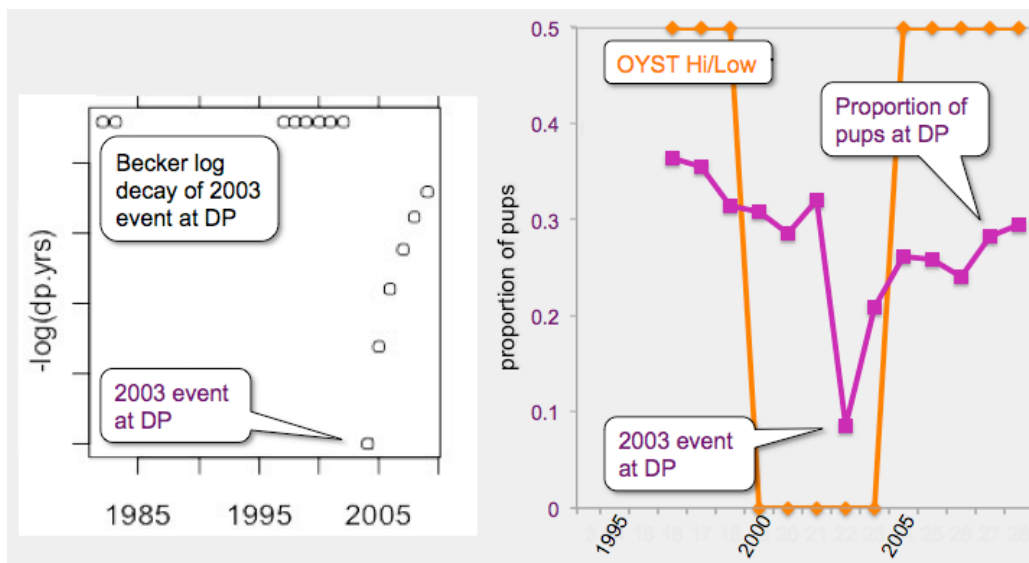 Becker log
decay of 2003
event at DP
2003 event
at DP
-log(dp.yrs)
1985 1995 2005
0.5
0.4
0.3
0.2
0.1
0
proportion of pups
OYST Hi/Low
Proportion of
pups at DP
2003 event
at DP
1995 2000 2005